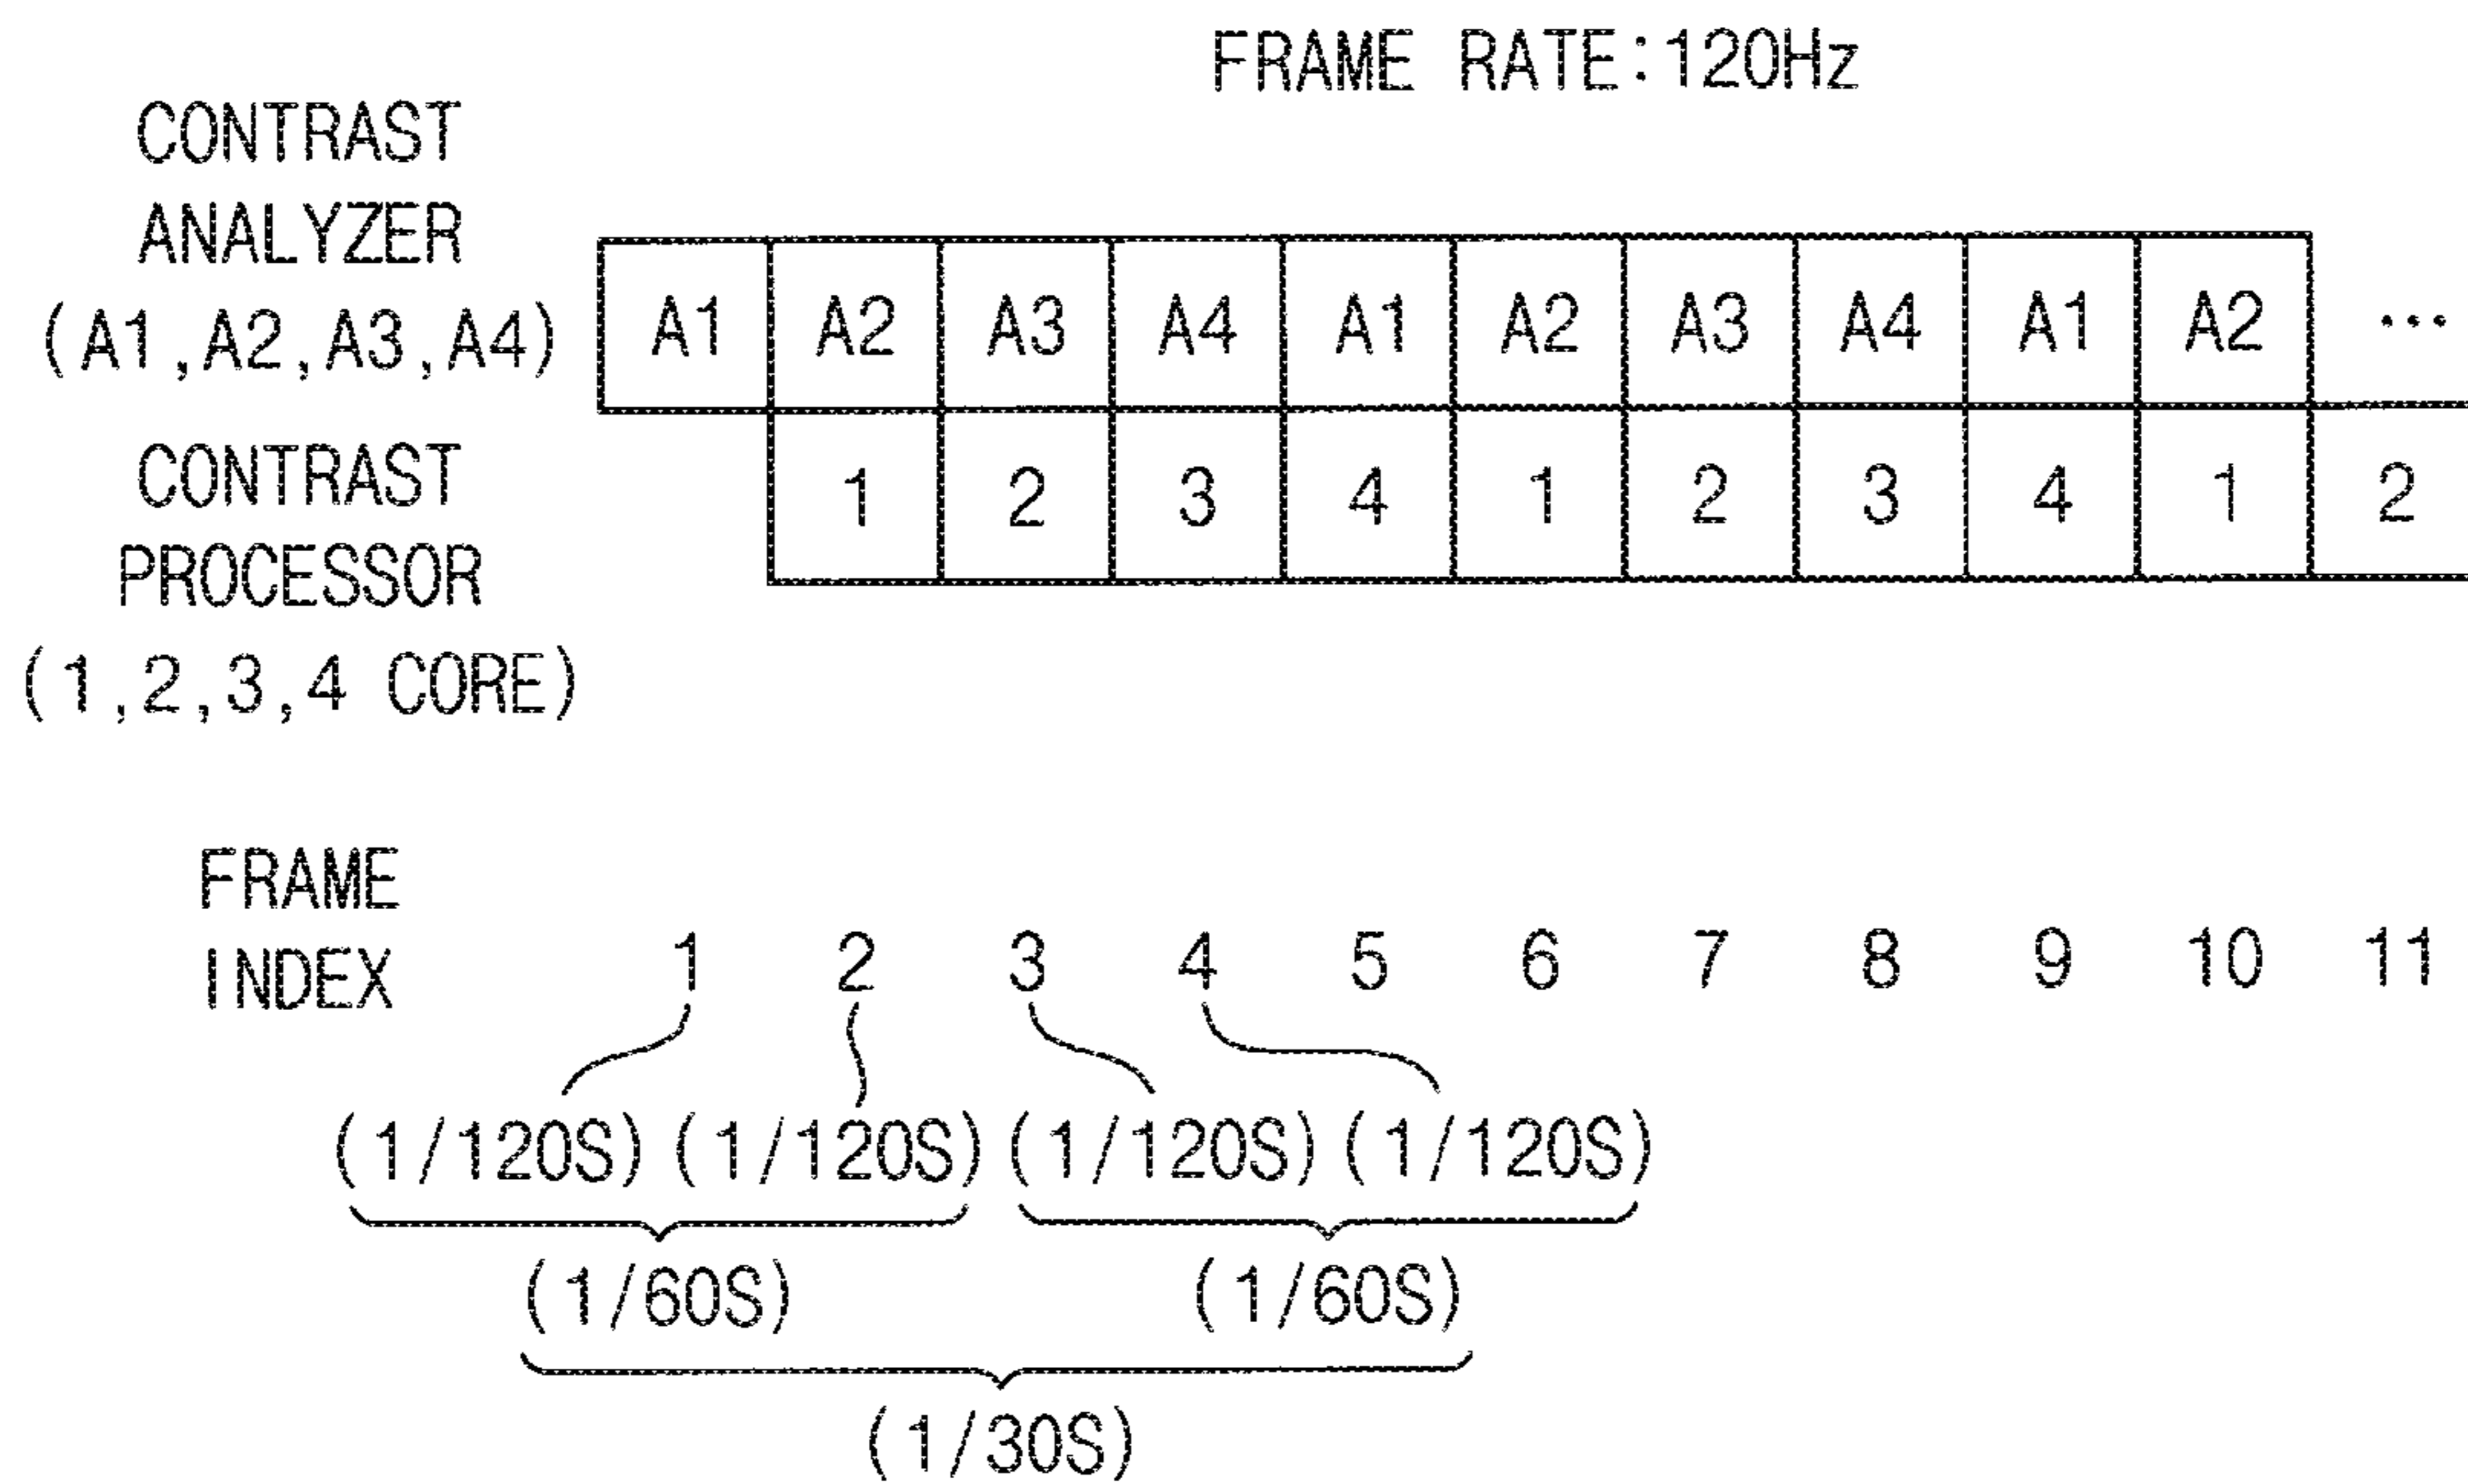 FRAME RATE:120Hz
CONTRAST
ANALYZER
(A1,A2,A3,A4)
A1 A2 A3 A4 A1 A2 A3 A4 A1 A2 ...
CONTRAST
PROCESSOR
(1,2,3,4 CORE)
1 2 3 4 1 2 3 4 1 2
FRAME
INDEX
1 2 3 4 5 6 7 8 9 10 11
(1/120S) (1/120S) (1/120S) (1/120S)
(1/60S) (1/60S)
(1/30S)